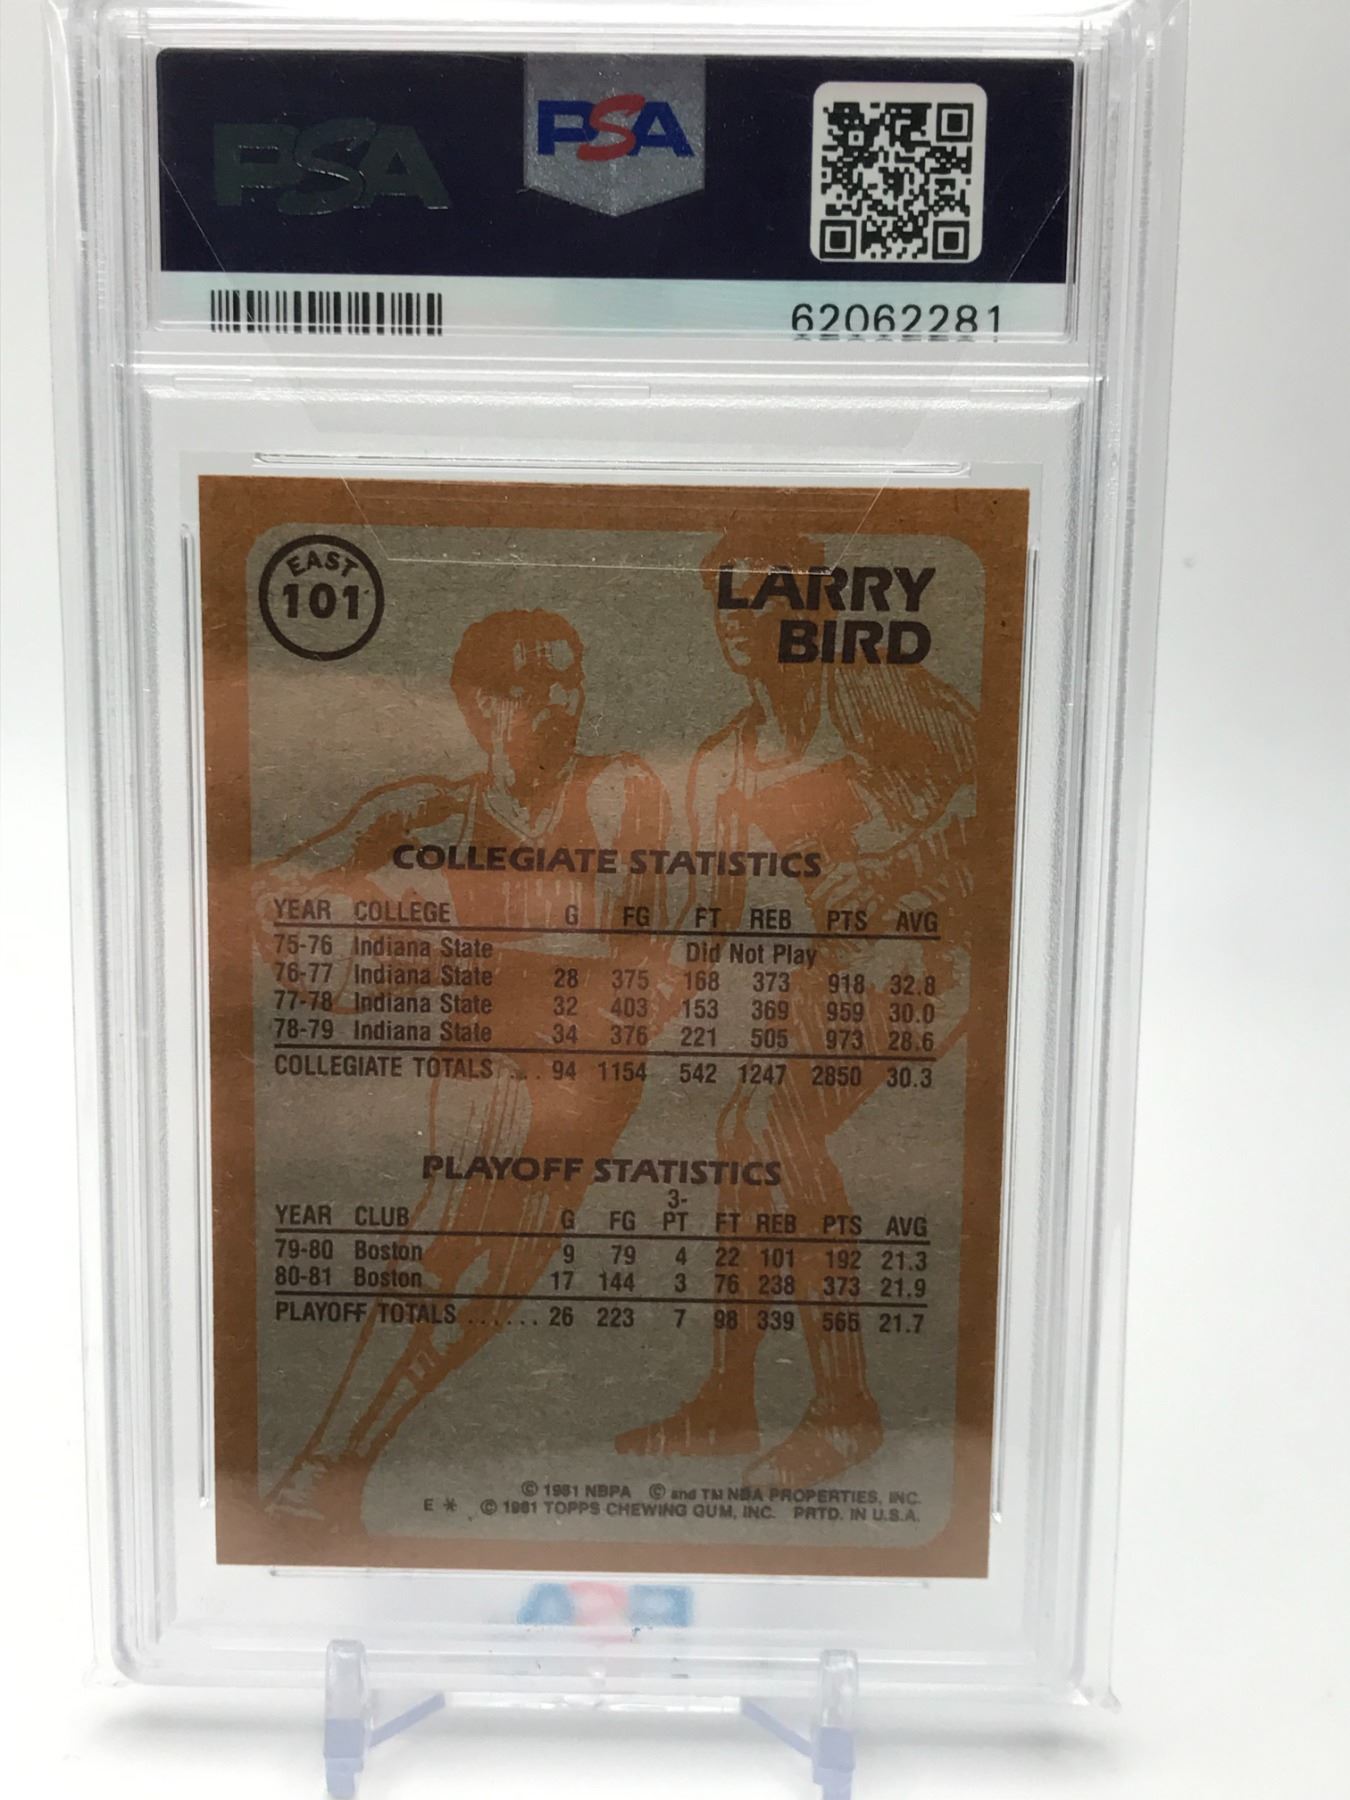 PSA
PSA
62062281
EAST
101
LARRY
BIRD
COLLEGIATE STATISTICS
YEAR COLLEGE G FG FT REB PTS AVG
75-76 Indiana State Did Not Play
76-77 Indiana State 28 375 168 373 918 32.8
77-78 Indiana State 32 403 153 369 959 30.0
78-79 Indiana State 34 376 221 505 973 28.6
COLLEGIATE TOTALS .... 94 1154 542 1247 2850 30.3
PLAYOFF STATISTICS
3-
YEAR CLUB G FG PT FT REB PTS AVG
79-80 Boston 9 79 4 22 101 192 21.3
80-81 Boston 17 144 3 76 238 373 21.9
PLAYOFF TOTALS ...... 26 223 7 98 339 565 21.7
© 1981 NBPA © and TM NBA PROPERTIES, INC.
E * © 1981 TOPPS CHEWING GUM, INC. PRTD. IN U.S.A.
PSA